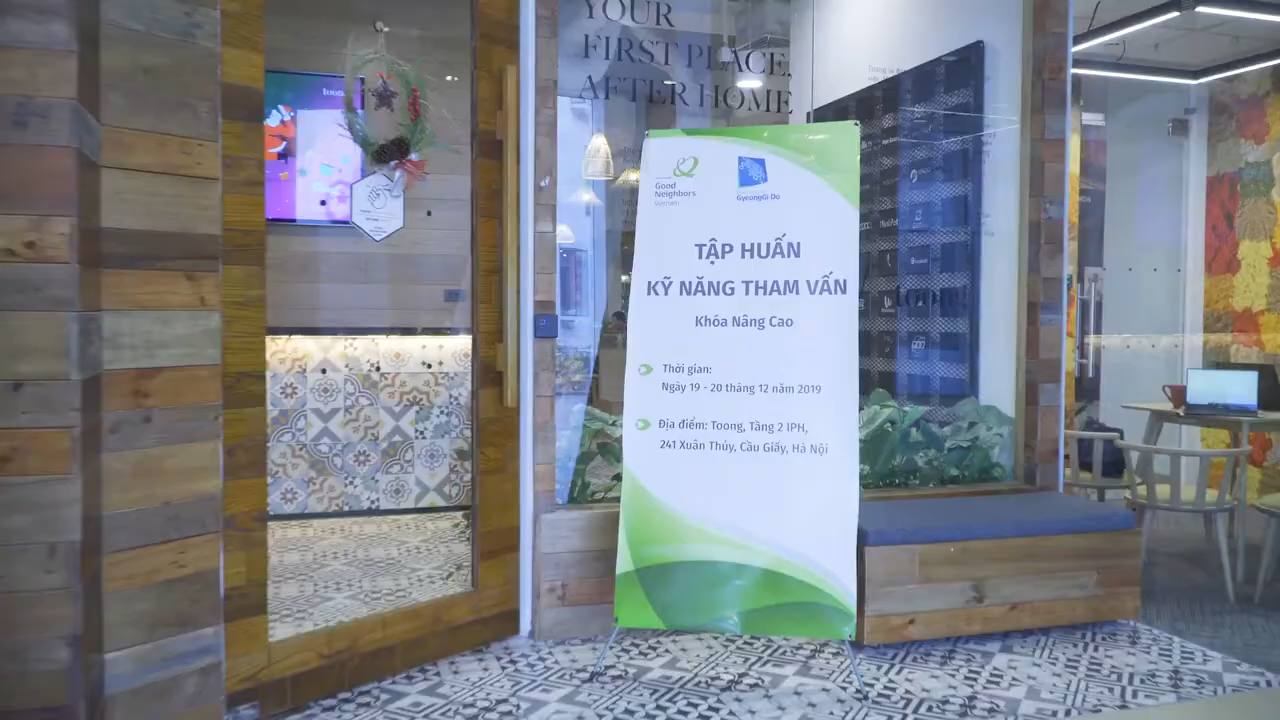 YOUR
FIRST PLACE,
AFTER HOME
Good
Neighbors
Vietnam
GyeongGi Do
TẬP HUẤN
KỸ NĂNG THAM VẤN
Khóa Nâng Cao
Thời gian:
Ngày 19 - 20 tháng 12 năm 2019
Địa điểm: Toong, Tầng 2 IPH,
241 Xuân Thủy, Cầu Giấy, Hà Nội
toong